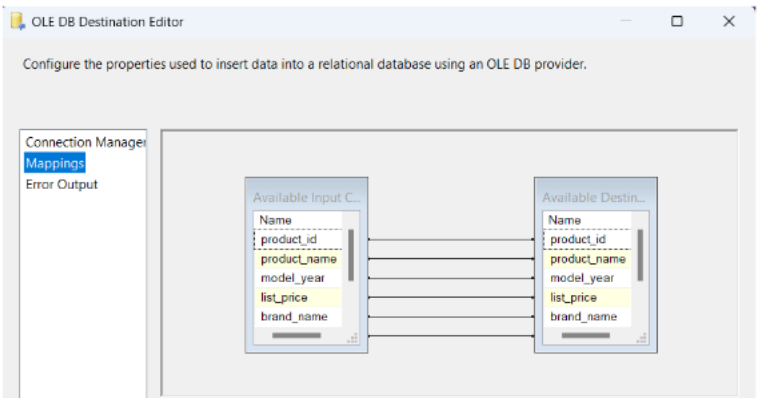 OLE DB Destination Editor
Configure the properties used to insert data into a relational database using an OLE DB provider.
Connection Manager
Mappings
Error Output
Available Input C...
Name
product_id
product_name
model_year
list_price
brand_name
Available Destin...
Name
product_id
product_name
model_year
list_price
brand_name